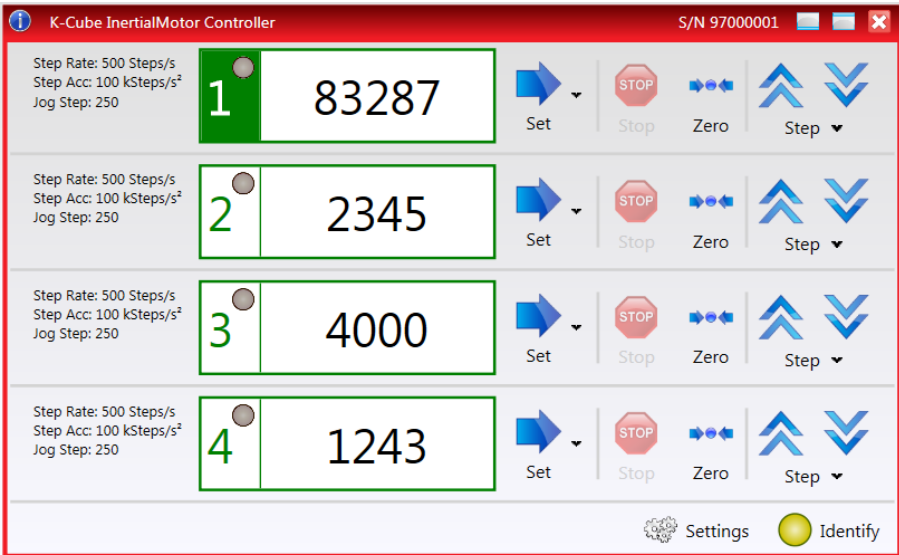 K-Cube InertialMotor Controller S/N 97000001
Step Rate: 500 Steps/s
Step Acc: 100 kSteps/s²
Jog Step: 250
1 83287
Set STOP Stop Zero Step
Step Rate: 500 Steps/s
Step Acc: 100 kSteps/s²
Jog Step: 250
2 2345
Set STOP Stop Zero Step
Step Rate: 500 Steps/s
Step Acc: 100 kSteps/s²
Jog Step: 250
3 4000
Set STOP Stop Zero Step
Step Rate: 500 Steps/s
Step Acc: 100 kSteps/s²
Jog Step: 250
4 1243
Set STOP Stop Zero Step
Settings Identify